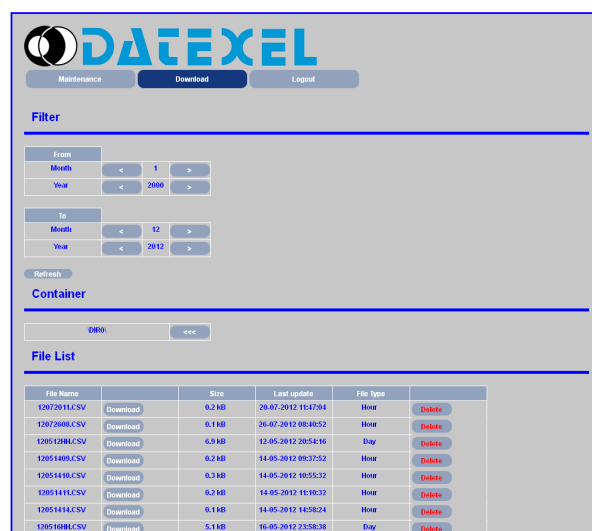 DATEXEL
Maintenance Download Logout
Filter
From
Month < 1 >
Year < 2000 >
To
Month < 12 >
Year < 2012 >
Refresh
Container
\DIR0\ <<<
File List
File Name Size Last update File Type
12072011.CSV Download 0.2 kB 20-07-2012 11:47:04 Hour Delete
12072608.CSV Download 0.1 kB 26-07-2012 08:40:52 Hour Delete
120512HH.CSV Download 6.9 kB 12-05-2012 20:54:16 Day Delete
12051409.CSV Download 0.2 kB 14-05-2012 09:37:52 Hour Delete
12051410.CSV Download 0.3 kB 14-05-2012 10:55:32 Hour Delete
12051411.CSV Download 0.2 kB 14-05-2012 11:10:32 Hour Delete
12051414.CSV Download 0.1 kB 14-05-2012 14:58:24 Hour Delete
120516HH.CSV Download 5.1 kB 16-05-2012 23:58:38 Day Delete